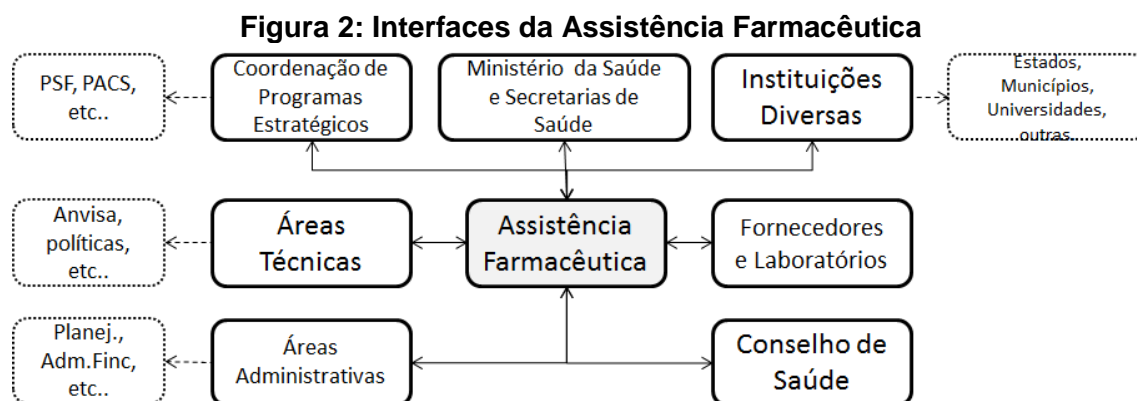 Figura 2: Interfaces da Assistência Farmacêutica
PSF, PACS,
etc..
Coordenação de
Programas
Estratégicos
Ministério da Saúde
e Secretarias de
Saúde
Instituições
Diversas
Estados,
Municípios,
Universidades,
outras.
Anvisa,
políticas,
etc..
Áreas
Técnicas
Assistência
Farmacêutica
Fornecedores
e Laboratórios
Planej.,
Adm.Finc,
etc..
Áreas
Administrativas
Conselho de
Saúde